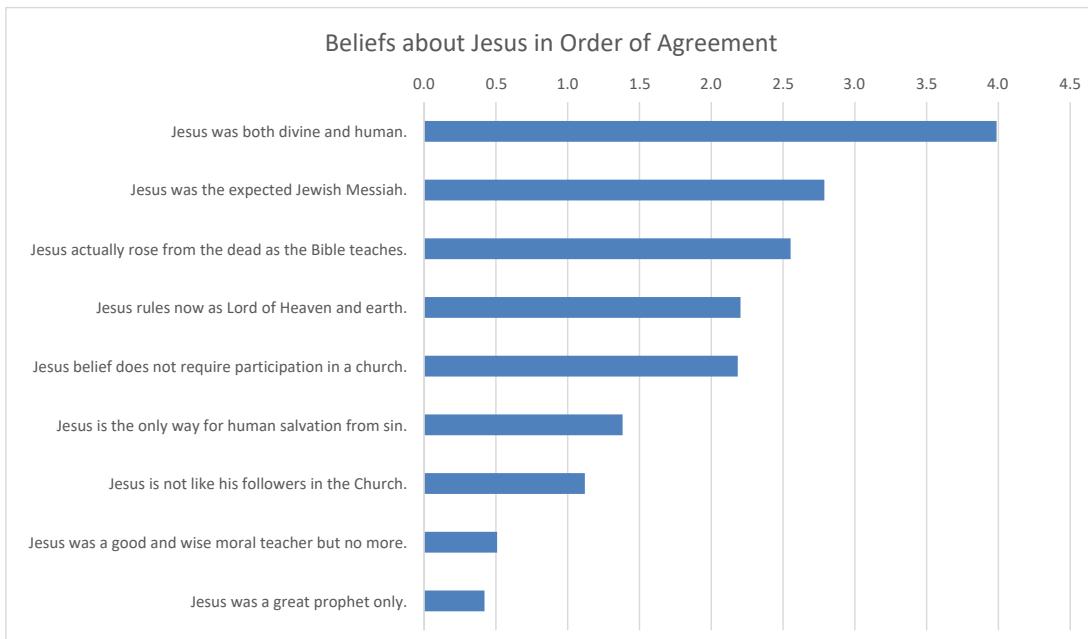 Beliefs about Jesus in Order of Agreement
0.0 0.5 1.0 1.5 2.0 2.5 3.0 3.5 4.0 4.5
Jesus was both divine and human.
Jesus was the expected Jewish Messiah.
Jesus actually rose from the dead as the Bible teaches.
Jesus rules now as Lord of Heaven and earth.
Jesus belief does not require participation in a church.
Jesus is the only way for human salvation from sin.
Jesus is not like his followers in the Church.
Jesus was a good and wise moral teacher but no more.
Jesus was a great prophet only.